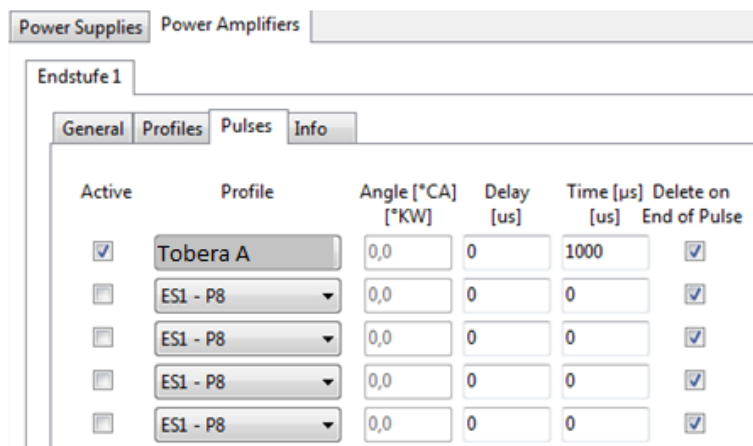 Power Supplies Power Amplifiers
Endstufe 1
General Profiles Pulses Info
Active Profile Angle [°CA] Delay Time [µs] Delete on
[°KW] [us] [us] End of Pulse
Tobera A 0,0 0 1000
ES1 - P8 0,0 0 0
ES1 - P8 0,0 0 0
ES1 - P8 0,0 0 0
ES1 - P8 0,0 0 0